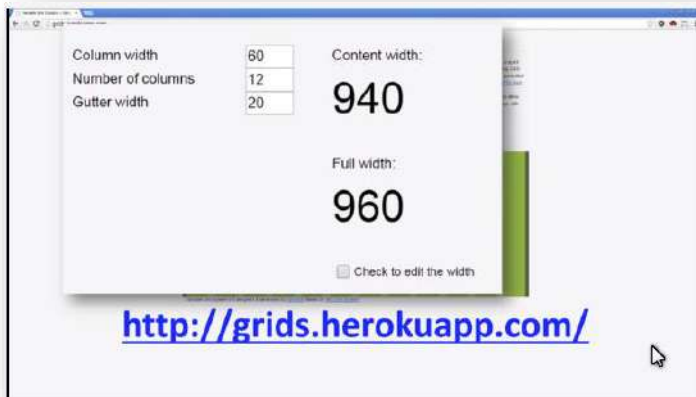 Column width 60
Number of columns 12
Gutter width 20
Content width:
940
Full width:
960
Check to edit the width
http://grids.herokuapp.com/